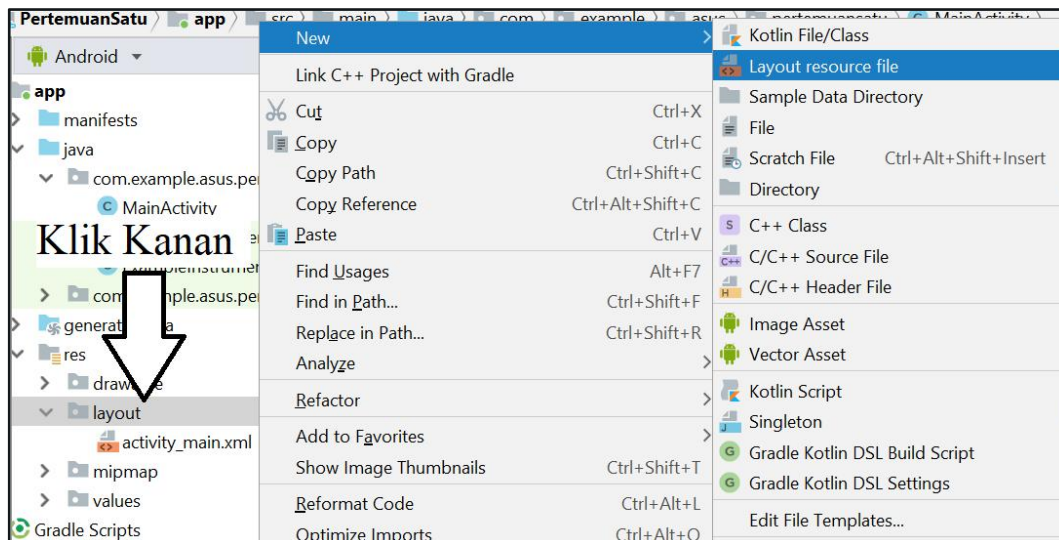 PertemuanSatu app src main java com example asus pertemuansatu MainActivity
Android
app
manifests
java
com.example.asus.per
MainActivity
Klik Kanan
ExampleInstrumen
com
mple.asus.pe
generat
a
res
draw
e
layout
activity_main.xml
mipmap
values
Gradle Scripts
New
Link C++ Project with Gradle
Cut Ctrl+X
Copy Ctrl+C
Copy Path Ctrl+Shift+C
Copy Reference Ctrl+Alt+Shift+C
Paste Ctrl+V
Find Usages Alt+F7
Find in Path... Ctrl+Shift+F
Replace in Path... Ctrl+Shift+R
Analyze
Refactor
Add to Favorites
Show Image Thumbnails Ctrl+Shift+T
Reformat Code Ctrl+Alt+L
Optimize Imports Ctrl+Alt+O
Kotlin File/Class
Layout resource file
Sample Data Directory
File
Scratch File Ctrl+Alt+Shift+Insert
Directory
S C++ Class
C++ C/C++ Source File
H C/C++ Header File
Image Asset
Vector Asset
Kotlin Script
Singleton
G Gradle Kotlin DSL Build Script
G Gradle Kotlin DSL Settings
Edit File Templates...